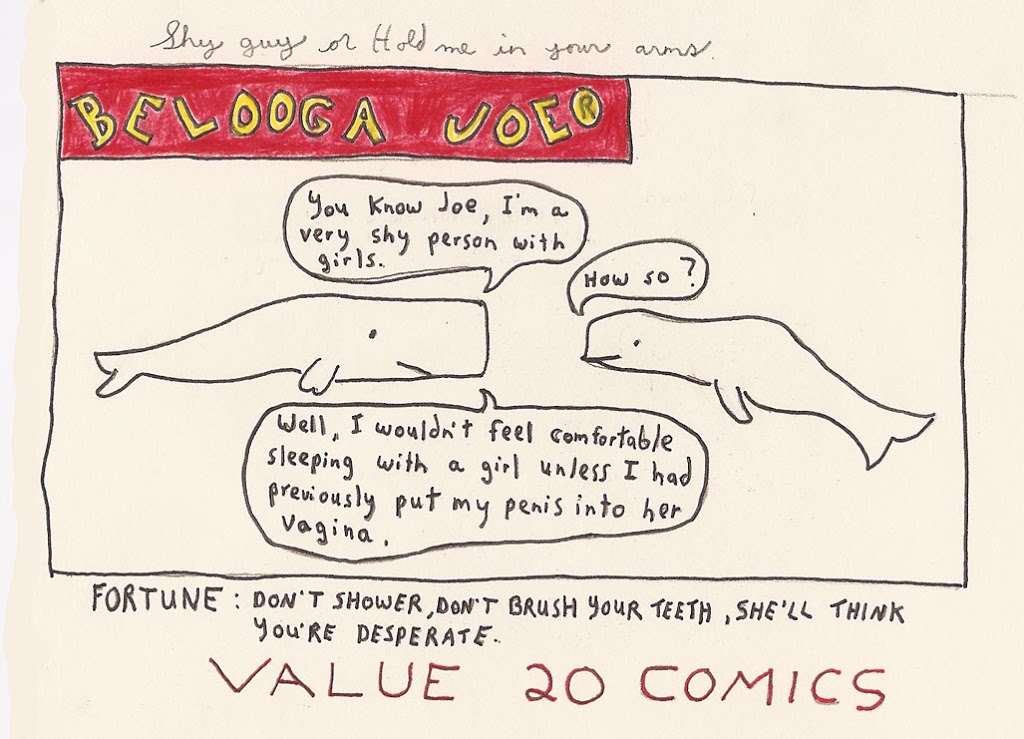 Shy guy or Hold me in your arms.
BELOOGA JOE®
You know Joe, I'm a
very shy person with
girls.
How so?
Well, I wouldn't feel comfortable
sleeping with a girl unless I had
previously put my penis into her
vagina.
FORTUNE: DON'T SHOWER, DON'T BRUSH YOUR TEETH, SHE'LL THINK
YOU'RE DESPERATE.
VALUE 20 COMICS